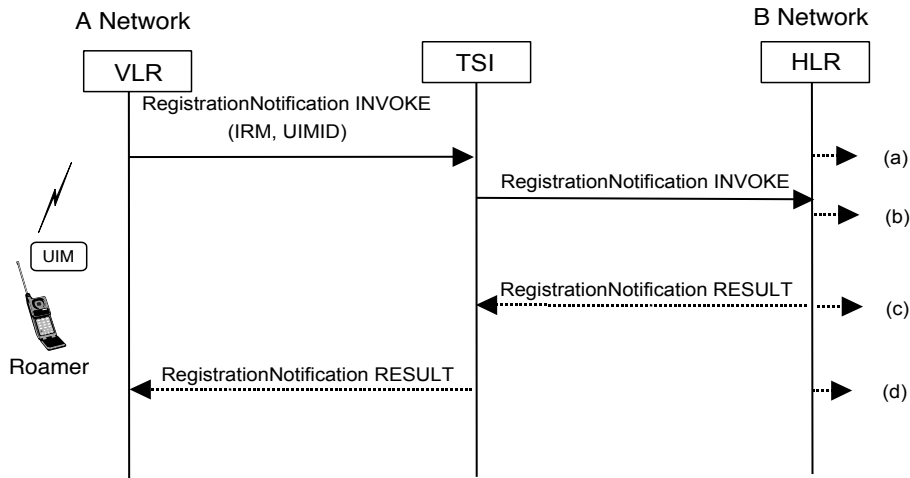 A Network
B Network
VLR
TSI
HLR
RegistrationNotification INVOKE
(IRM, UIMID)
(a)
RegistrationNotification INVOKE
(b)
UIM
RegistrationNotification RESULT
(c)
Roamer
RegistrationNotification RESULT
(d)